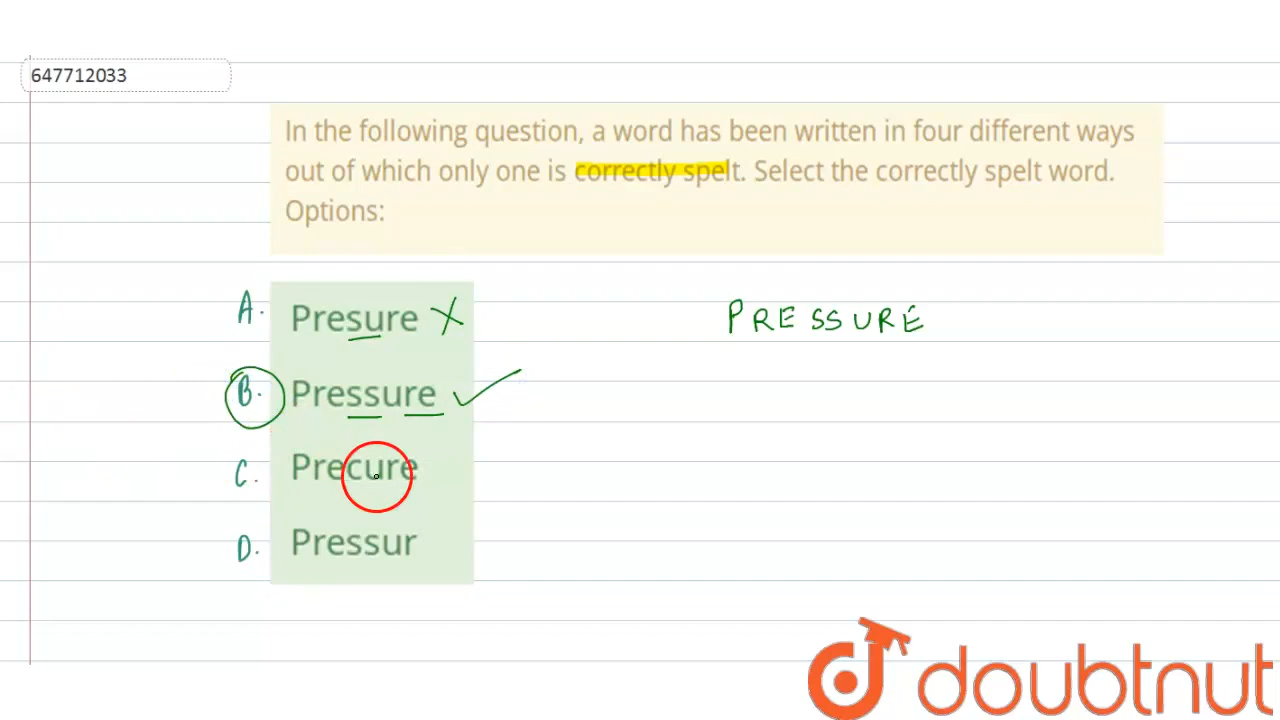 647712033
In the following question, a word has been written in four different ways
out of which only one is correctly spelt. Select the correctly spelt word.
Options:
A. Presure X
PRESSURE
B. Pressure ✓
C. Precure
D. Pressur
doubtnut